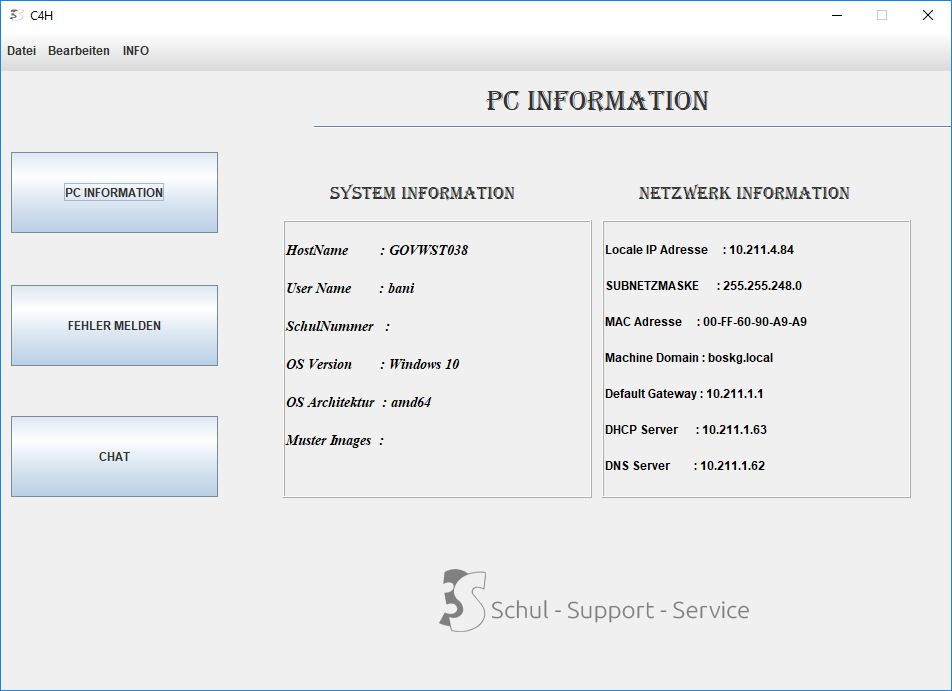 C4H
Datei Bearbeiten INFO
PC INFORMATION
PC INFORMATION
FEHLER MELDEN
CHAT
SYSTEM INFORMATION
HostName : GOVWST038
User Name : bani
SchulNummer :
OS Version : Windows 10
OS Architektur : amd64
Muster Images :
NETZWERK INFORMATION
Locale IP Adresse : 10.211.4.84
SUBNETZMASKE : 255.255.248.0
MAC Adresse : 00-FF-60-90-A9-A9
Machine Domain : boskg.local
Default Gateway : 10.211.1.1
DHCP Server : 10.211.1.63
DNS Server : 10.211.1.62
3S Schul - Support - Service